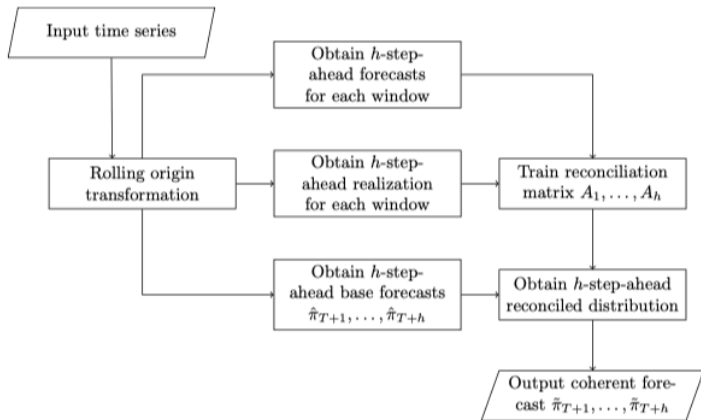 Input time series
Obtain h-step-
ahead forecasts
for each window
Rolling origin
transformation
Obtain h-step-
ahead realization
for each window
Train reconciliation
matrix A₁, . . . , Aₕ
Obtain h-step-
ahead base forecasts
π̂_{T+1}, . . . , π̂_{T+h}
Obtain h-step-ahead
reconciled distribution
Output coherent fore-
cast π̃_{T+1}, . . . , π̃_{T+h}